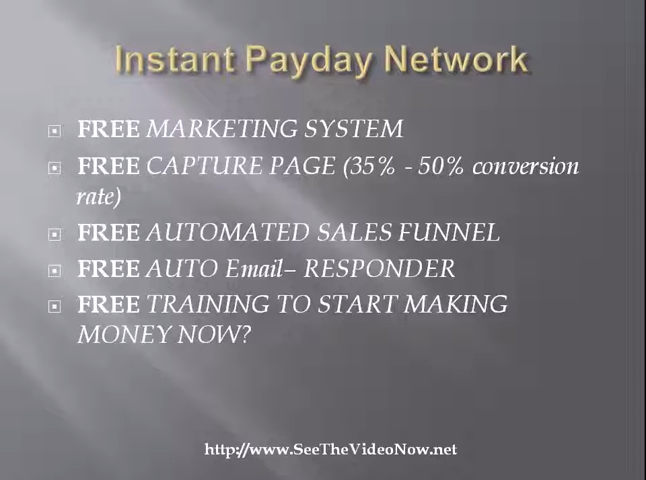 Instant Payday Network
FREE MARKETING SYSTEM
FREE CAPTURE PAGE (35% - 50% conversion
rate)
FREE AUTOMATED SALES FUNNEL
FREE AUTO Email– RESPONDER
FREE TRAINING TO START MAKING
MONEY NOW?
http://www.SeeTheVideoNow.net